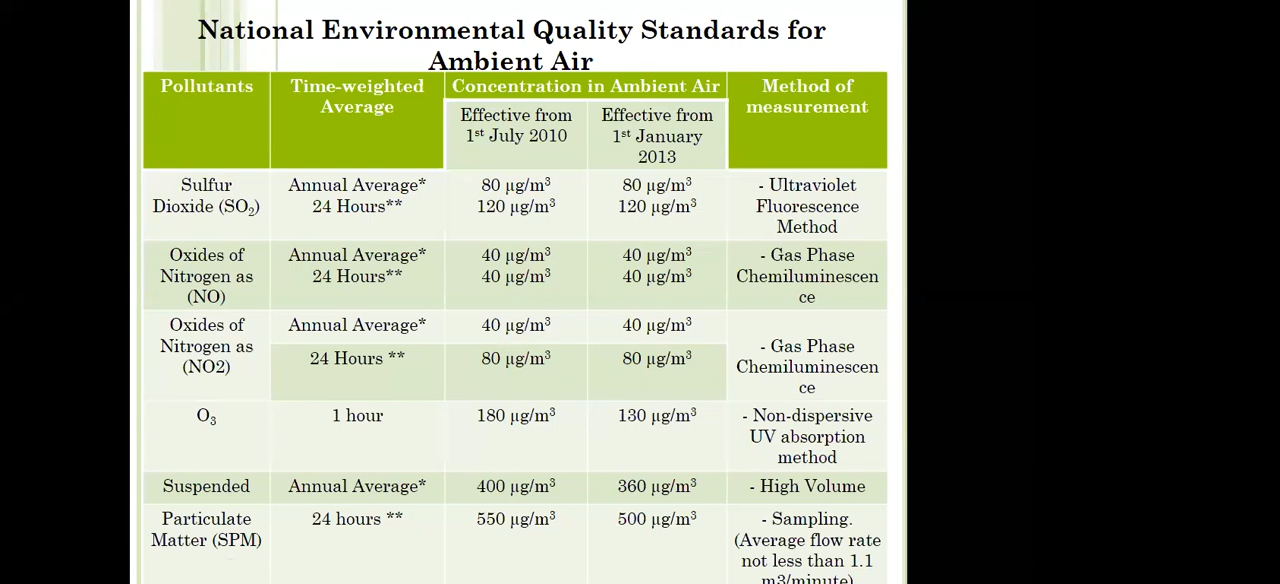 National Environmental Quality Standards for
Ambient Air
Pollutants
Time-weighted
Average
Concentration in Ambient Air
Method of
measurement
Effective from
1st July 2010
Effective from
1st January
2013
Sulfur
Dioxide (SO₂)
Annual Average*
24 Hours**
80 µg/m³
120 µg/m³
80 µg/m³
120 µg/m³
- Ultraviolet
Fluorescence
Method
Oxides of
Nitrogen as
(NO)
Annual Average*
24 Hours**
40 µg/m³
40 µg/m³
40 µg/m³
40 µg/m³
- Gas Phase
Chemiluminescen
ce
Oxides of
Nitrogen as
(NO2)
Annual Average*
40 µg/m³
40 µg/m³
24 Hours **
80 µg/m³
80 µg/m³
- Gas Phase
Chemiluminescen
ce
O₃
1 hour
180 µg/m³
130 µg/m³
- Non-dispersive
UV absorption
method
Suspended
Annual Average*
400 µg/m³
360 µg/m³
- High Volume
Particulate
Matter (SPM)
24 hours **
550 µg/m³
500 µg/m³
- Sampling.
(Average flow rate
not less than 1.1
m3/minute)